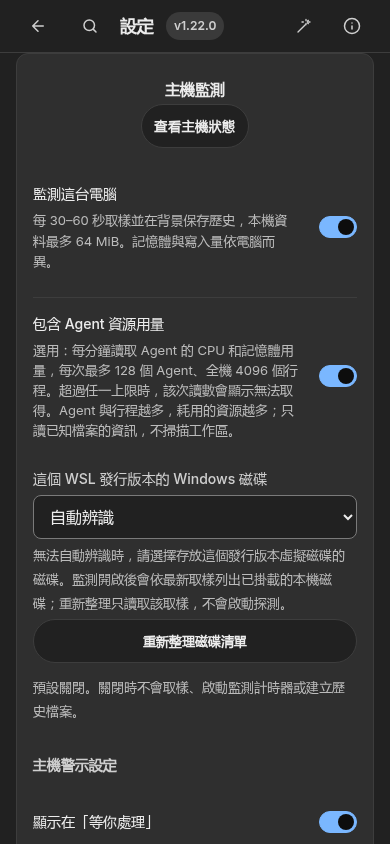 設定 v1.22.0
主機監測
查看主機狀態
監測這台電腦
每 30–60 秒取樣並在背景保存歷史，本機資
料最多 64 MiB。記憶體與寫入量依電腦而
異。
包含 Agent 資源用量
選用：每分鐘讀取 Agent 的 CPU 和記憶體用
量，每次最多 128 個 Agent、全機 4096 個行
程。超過任一上限時，該次讀數會顯示無法取
得。Agent 與行程越多，耗用的資源越多；只
讀已知檔案的資訊，不掃描工作區。
這個 WSL 發行版本的 Windows 磁碟
自動辨識
無法自動辨識時，請選擇存放這個發行版本虛擬磁碟的
磁碟。監測開啟後會依最新取樣列出已掛載的本機磁
碟；重新整理只讀取該取樣，不會啟動探測。
重新整理磁碟清單
預設關閉。關閉時不會取樣、啟動監測計時器或建立歷
史檔案。
主機警示設定
顯示在「等你處理」